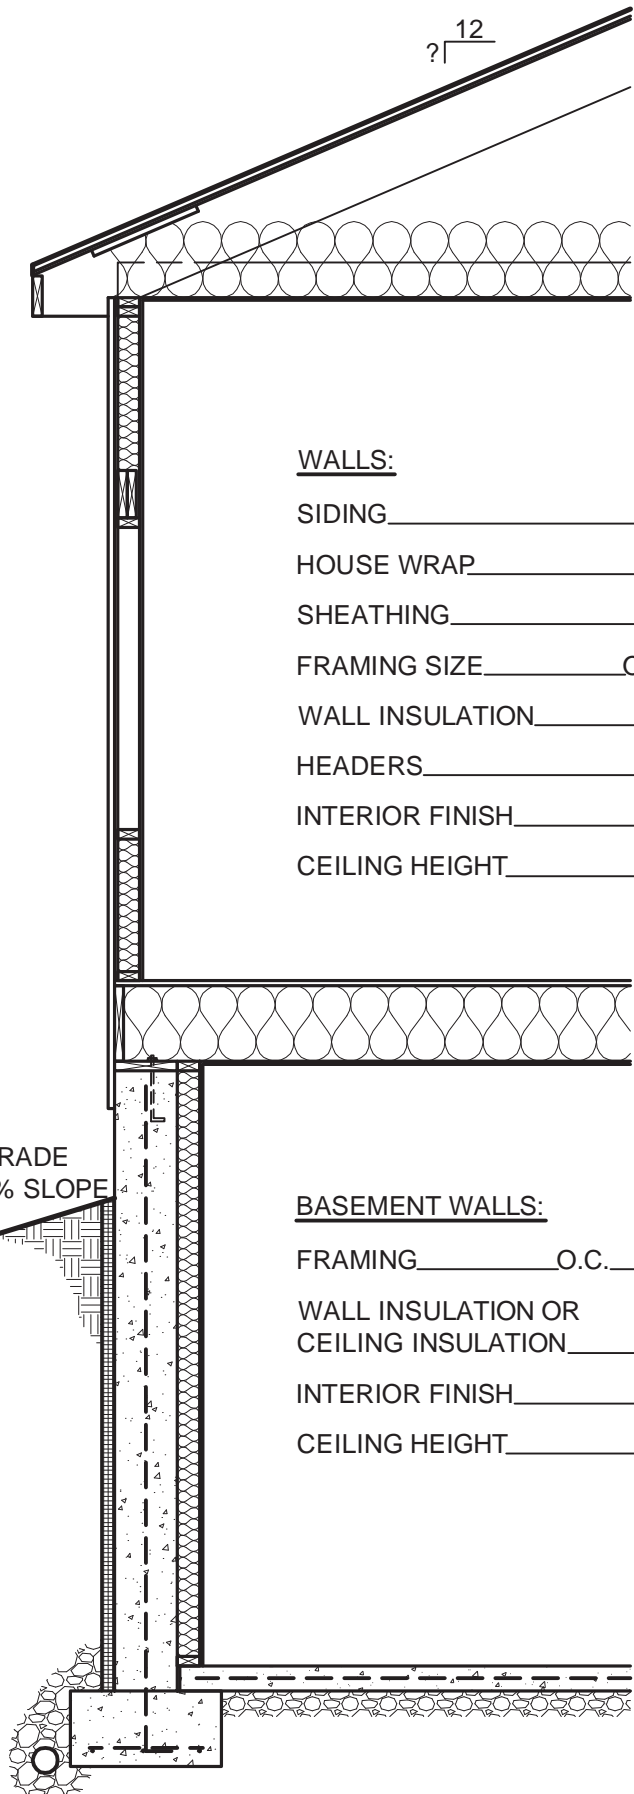 12
?
WALLS:
SIDING
HOUSE WRAP
SHEATHING
FRAMING SIZE
WALL INSULATION
HEADERS
INTERIOR FINISH
CEILING HEIGHT
RADE
% SLOPE
BASEMENT WALLS:
FRAMING O.C.
WALL INSULATION OR
CEILING INSULATION
INTERIOR FINISH
CEILING HEIGHT